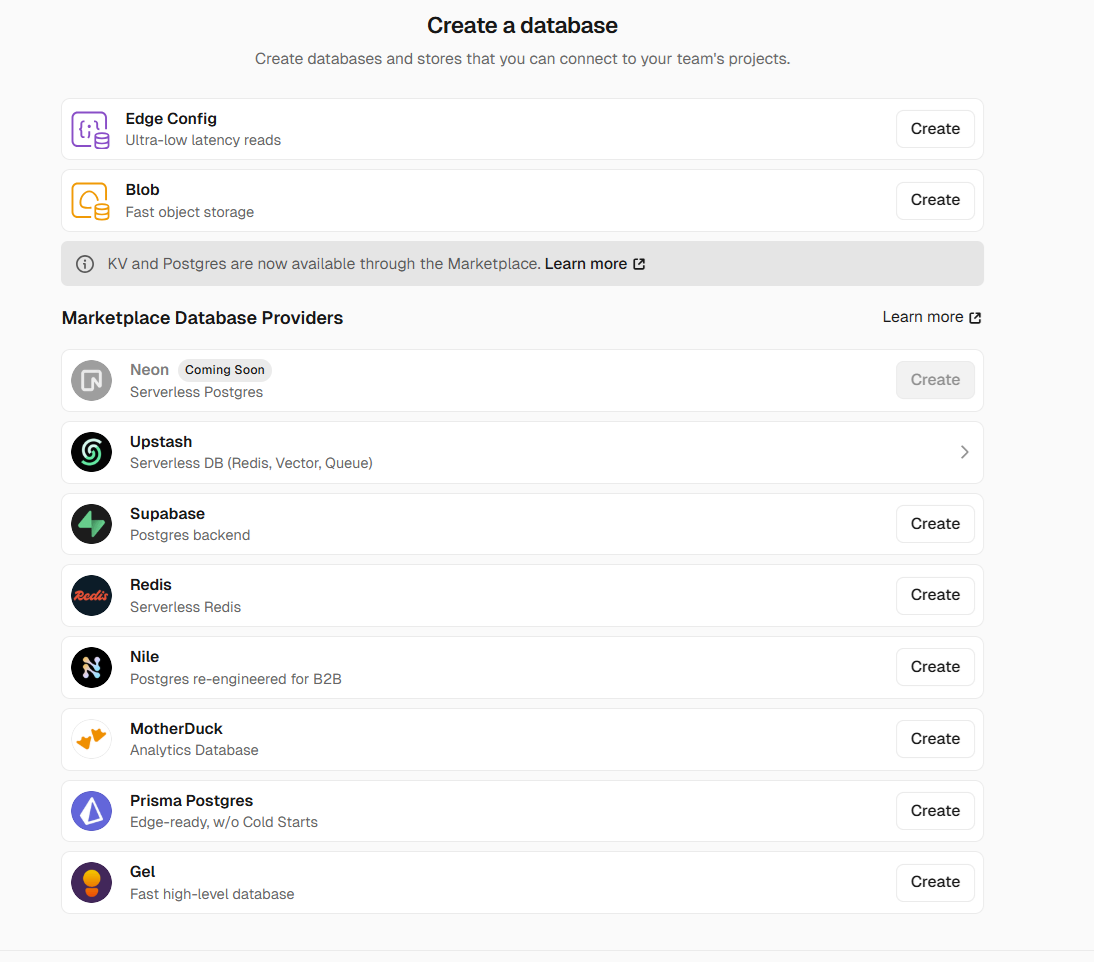 Create a database
Create databases and stores that you can connect to your team's projects.
Edge Config
Ultra-low latency reads
Create
Blob
Fast object storage
Create
KV and Postgres are now available through the Marketplace. Learn more
Marketplace Database Providers
Learn more
Neon Coming Soon
Serverless Postgres
Create
Upstash
Serverless DB (Redis, Vector, Queue)
Supabase
Postgres backend
Create
Redis
Redis
Serverless Redis
Create
Nile
Postgres re-engineered for B2B
Create
MotherDuck
Analytics Database
Create
Prisma Postgres
Edge-ready, w/o Cold Starts
Create
Gel
Fast high-level database
Create